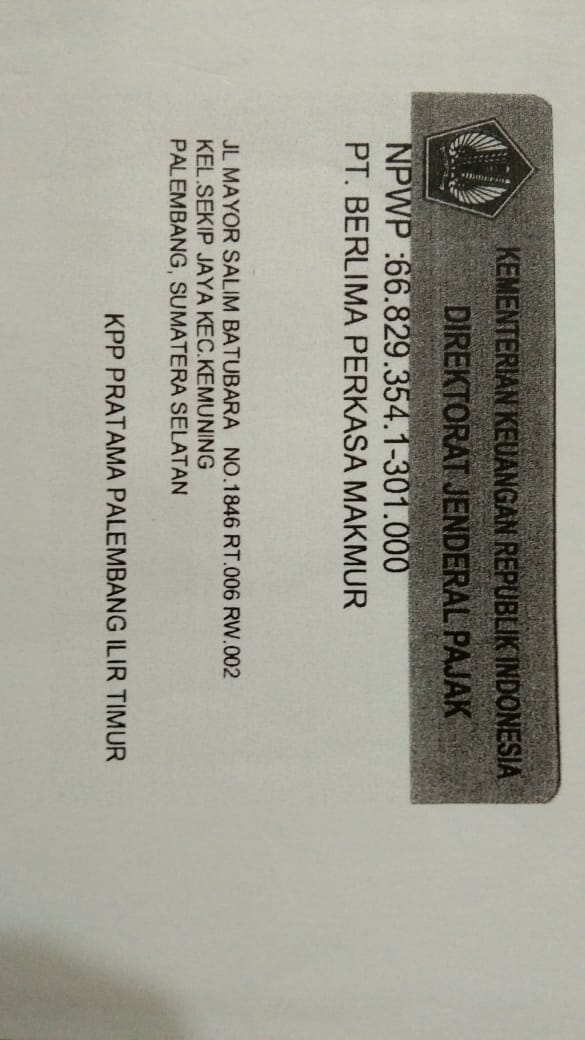 KEMENTERIAN KEUANGAN REPUBLIK INDONESIA
DIREKTORAT JENDERAL PAJAK
NPWP :66.829.354.1-301.000
PT. BERLIMA PERKASA MAKMUR
JL MAYOR SALIM BATUBARA NO.1846 RT.006 RW.002
KEL.SEKIP JAYA KEC.KEMUNING
PALEMBANG, SUMATERA SELATAN
KPP PRATAMA PALEMBANG ILIR TIMUR